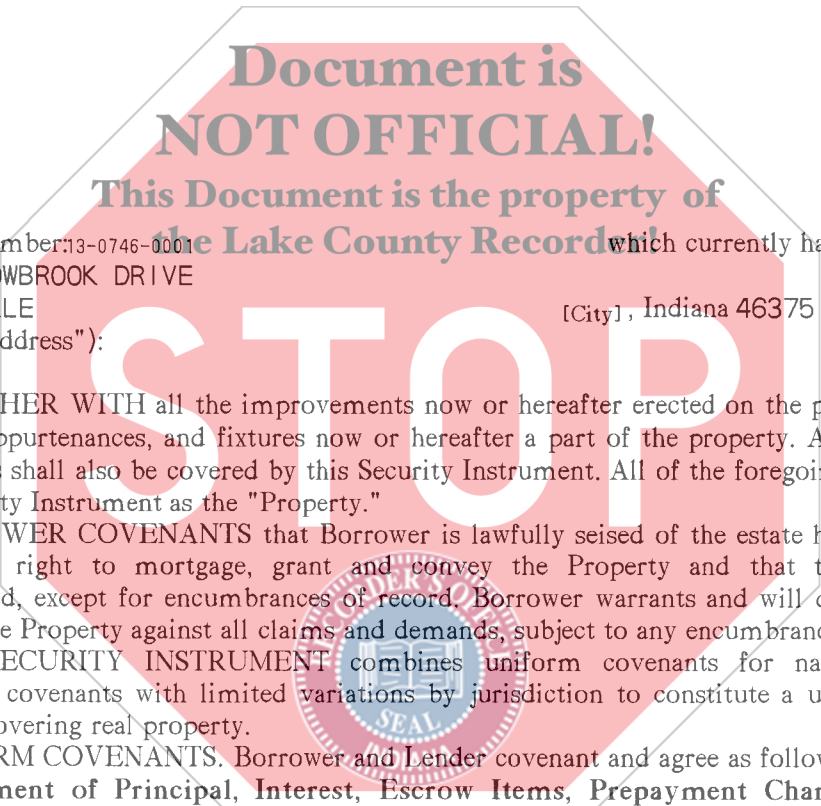 Document is
NOT OFFICIAL!
This Document is the property of
the Lake County Recorder!
mber:13-0746-0001 which currently ha
WBROOK DRIVE
LE [City], Indiana 46375
ddress"):
STOP
HER WITH all the improvements now or hereafter erected on the p
ppurtenances, and fixtures now or hereafter a part of the property. A
s shall also be covered by this Security Instrument. All of the foregoi
ty Instrument as the "Property."
WER COVENANTS that Borrower is lawfully seised of the estate h
right to mortgage, grant and convey the Property and that t
d, except for encumbrances of record. Borrower warrants and will d
e Property against all claims and demands, subject to any encumbranc
ECURITY INSTRUMENT combines uniform covenants for na
covenants with limited variations by jurisdiction to constitute a u
overing real property.
SEAL
RM COVENANTS. Borrower and Lender covenant and agree as follow
ment of Principal, Interest, Escrow Items, Prepayment Char